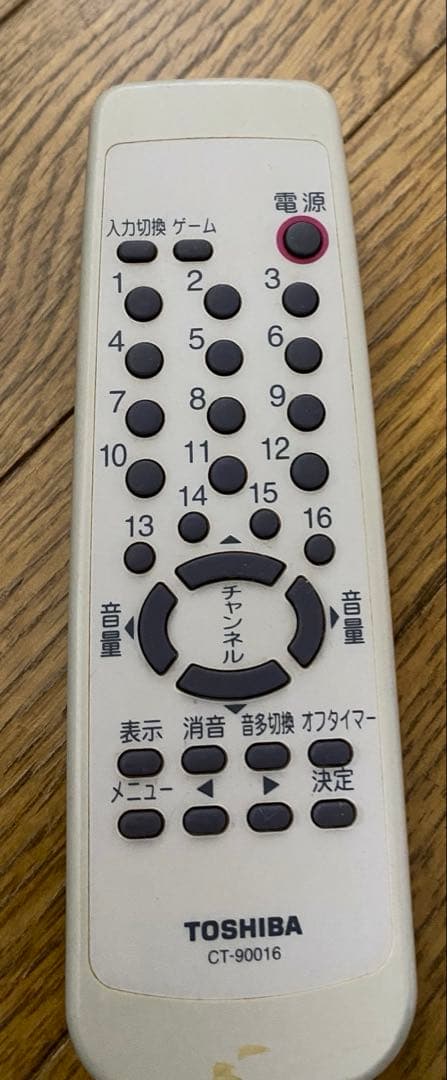 電源
入力切換 ゲーム
1 2 3
4 5 6
7 8 9
10 11 12
13 14 15 16
チャンネル
音量 音量
表示 消音 音多切換 オフタイマー
メニュー 決定
TOSHIBA
CT-90016